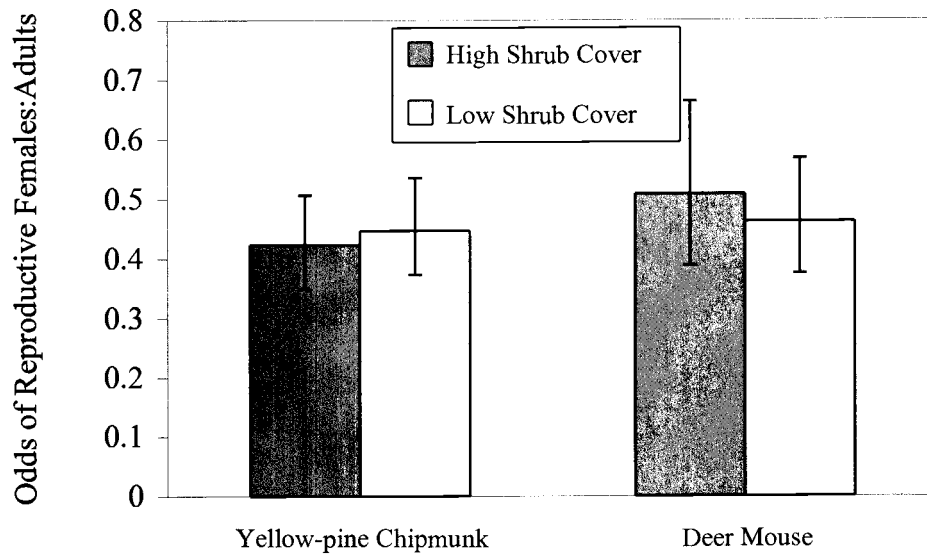 Odds of Reproductive Females:Adults
0.8
0.7
0.6
0.5
0.4
0.3
0.2
0.1
0
High Shrub Cover
Low Shrub Cover
Yellow-pine Chipmunk
Deer Mouse